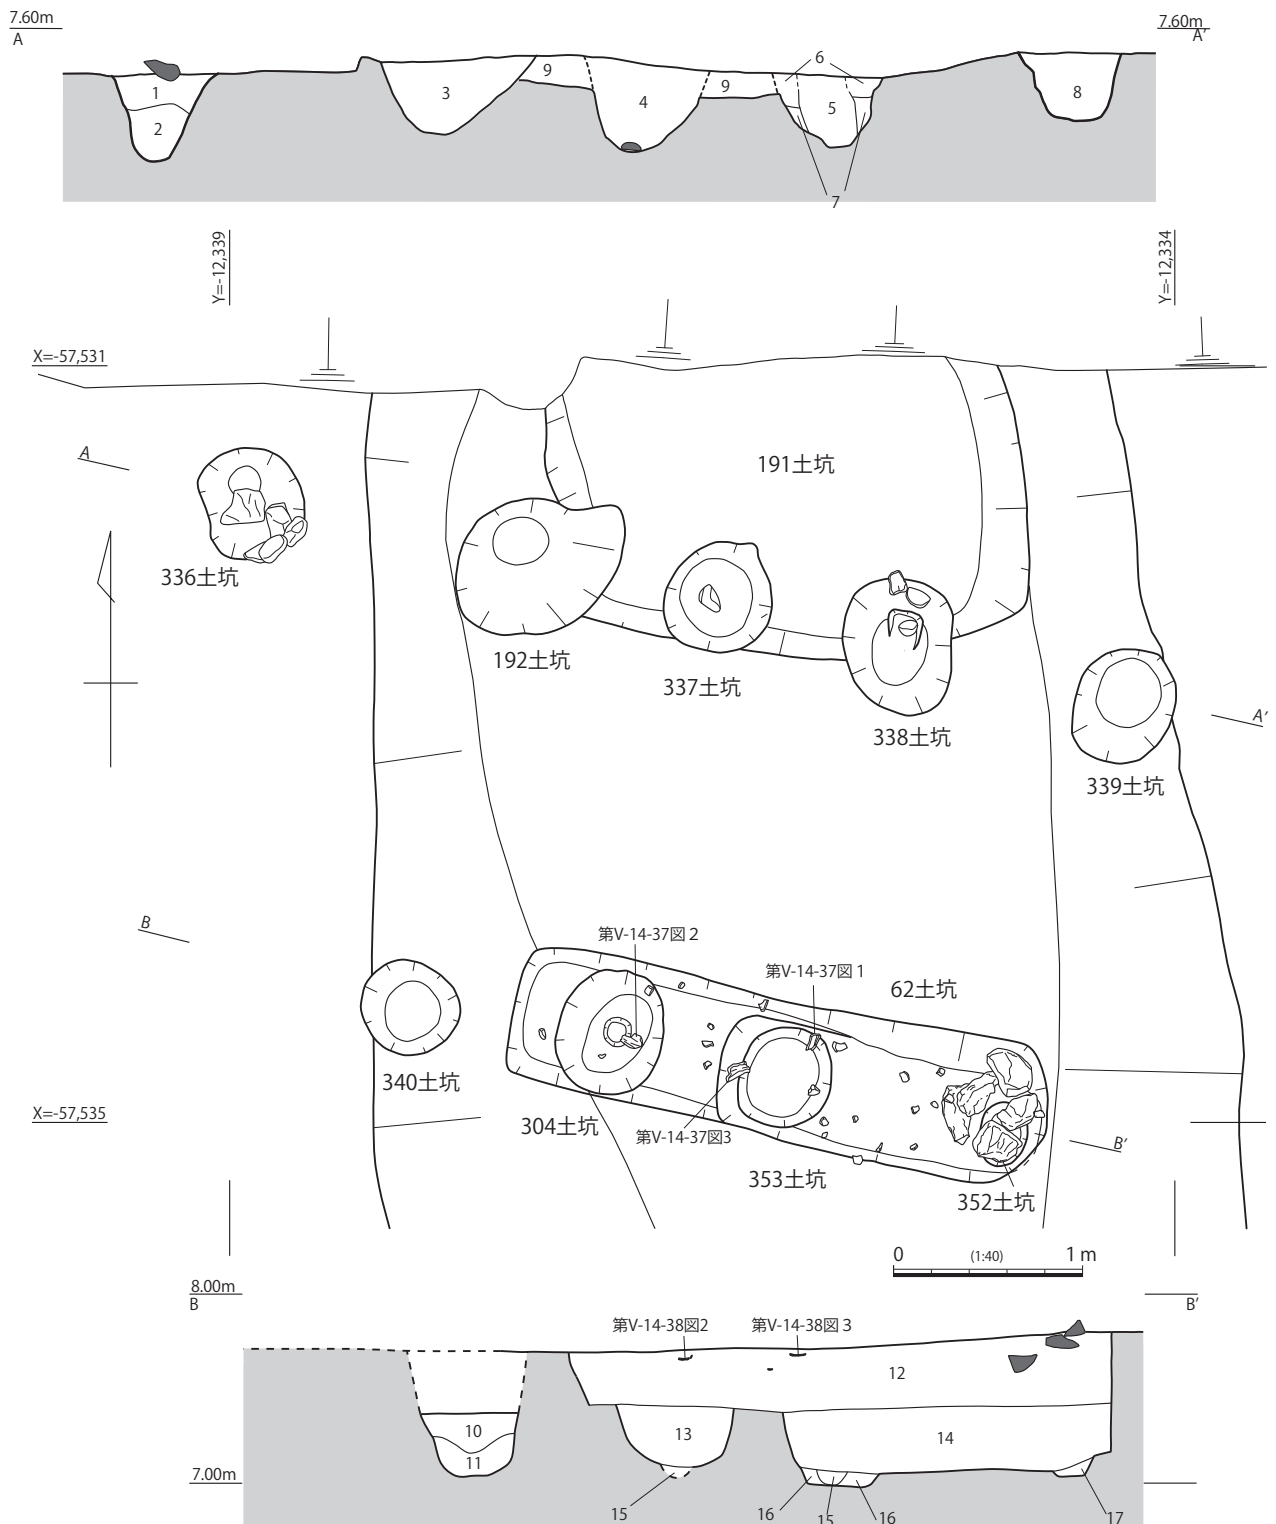 7.60m
A
7.60m
A’
1
2
3
9
4
9
6
5
7
8
Y=-12,339
Y=-12,334
X=-57,531
A
191土坑
336土坑
192土坑
337土坑
338土坑
A’
339土坑
B
第Ⅴ-14-37図２
第Ⅴ-14-37図１
62土坑
340土坑
X=-57,535
304土坑
第Ⅴ-14-37図3
353土坑
B’
352土坑
0
(1:40)
1 m
8.00m
B
B’
第Ⅴ-14-38図2
第Ⅴ-14-38図３
12
10
11
13
14
7.00m
15
16
15
16
17